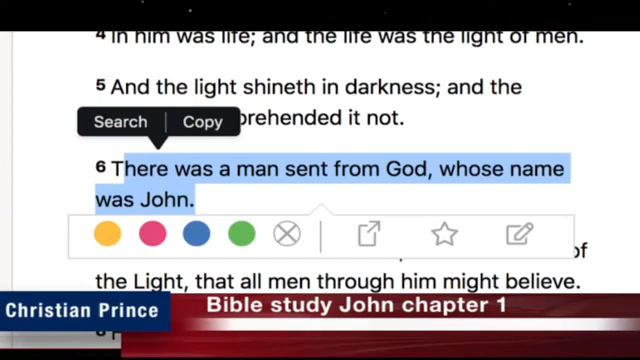 4 In him was life; and the life was the light of men.
5 And the light shineth in darkness; and the
Search Copy
prehended it not.
6 There was a man sent from God, whose name
was John.
of
the Light, that all men through him might believe.
Christian Prince
Bible study John chapter 1